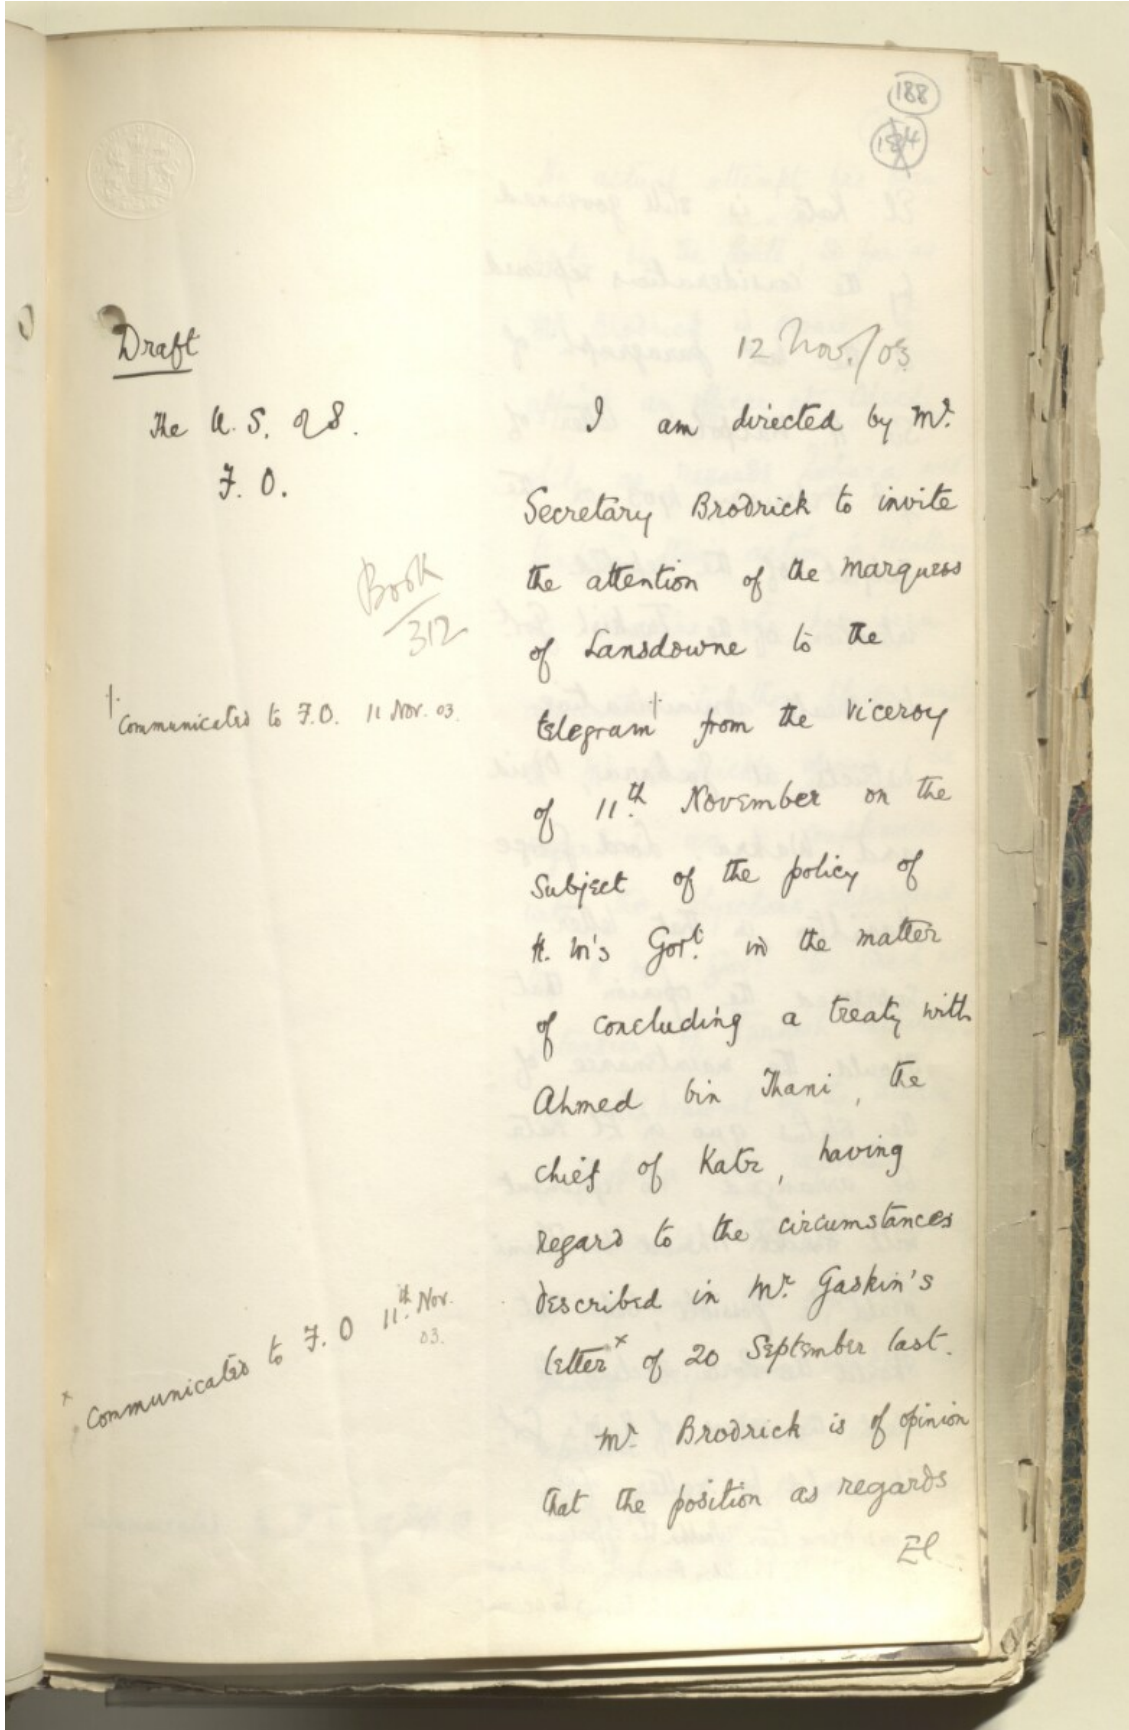 188
184
Draft
12 Nov./03
The U. S. of S.
F. O.
I am directed by Mr.
Secretary Brodrick to invite
the attention of the Marquess
of Lansdowne to the
Book
312
† Communicated to F.O. 11 Nov. 03.
telegram† from the Viceroy
of 11th November on the
subject of the policy of
H. M's Govt. in the matter
of concluding a treaty with
Ahmed bin Thani, the
chief of Katr, having
regard to the circumstances
described in Mr. Gaskin's
letter x of 20 September last.
x Communicated to F. O 11th Nov.
03.
Mr. Brodrick is of opinion
that the position as regards
El